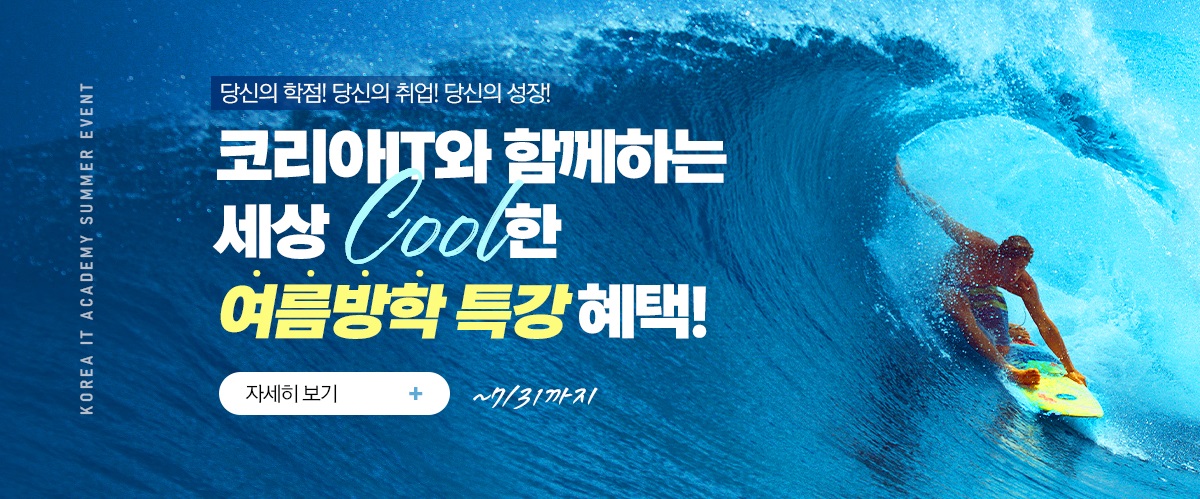 KOREA IT ACADEMY SUMMER EVENT
당신의 학점! 당신의 취업! 당신의 성장!
코리아IT와 함께하는
세상 Cool한
여름방학 특강 혜택!
자세히 보기 +
~7/31까지